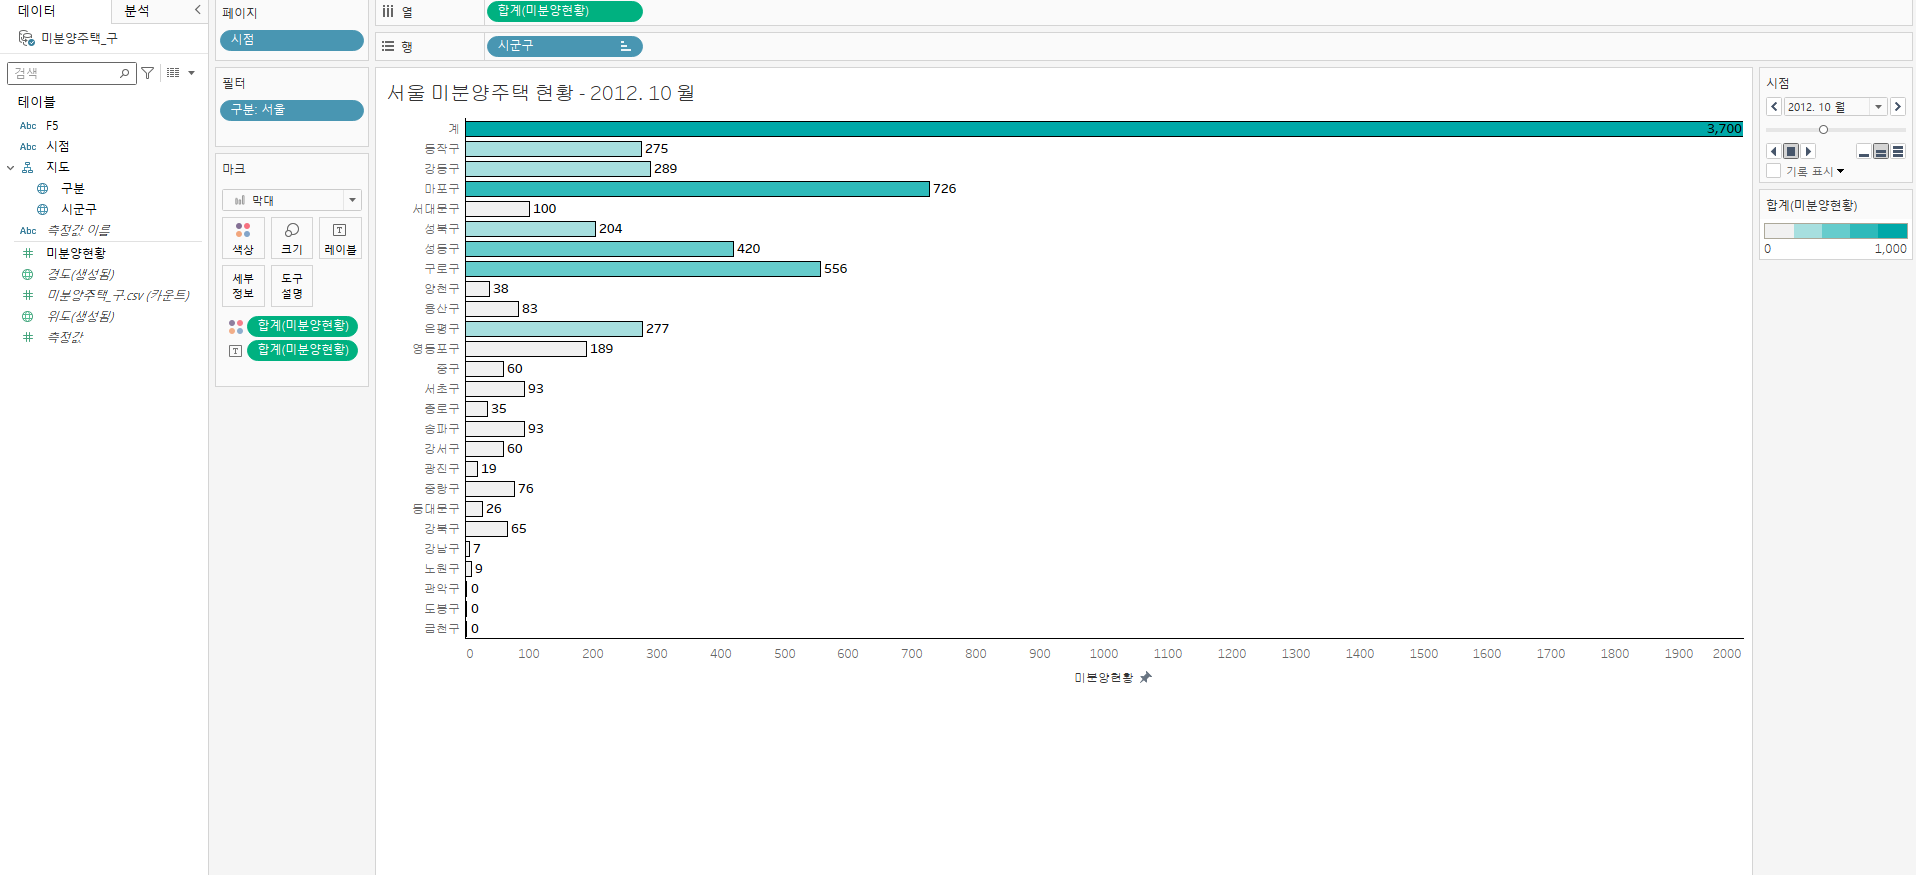 데이터
분석
미분양주택_구
검색
테이블
Abc F5
Abc 시점
지도
구분
시군구
Abc 측정값 이름
미분양현황
경도(생성됨)
미분양주택_구.csv (카운트)
위도(생성됨)
측정값
페이지
시점
필터
구분: 서울
마크
막대
색상
크기
레이블
세부
정보
도구
설명
합계(미분양현황)
합계(미분양현황)
열
합계(미분양현황)
행
시군구
서울 미분양주택 현황 - 2012. 10 월
계 3,700
동작구 275
강동구 289
마포구 726
서대문구 100
성북구 204
성동구 420
구로구 556
양천구 38
용산구 83
은평구 277
영등포구 189
중구 60
서초구 93
종로구 35
송파구 93
강서구 60
광진구 19
중랑구 76
동대문구 26
강북구 65
강남구 7
노원구 9
관악구 0
도봉구 0
금천구 0
0 100 200 300 400 500 600 700 800 900 1000 1100 1200 1300 1400 1500 1600 1700 1800 1900 2000
미분양현황
시점
2012. 10 월
기록 표시
합계(미분양현황)
0 1,000